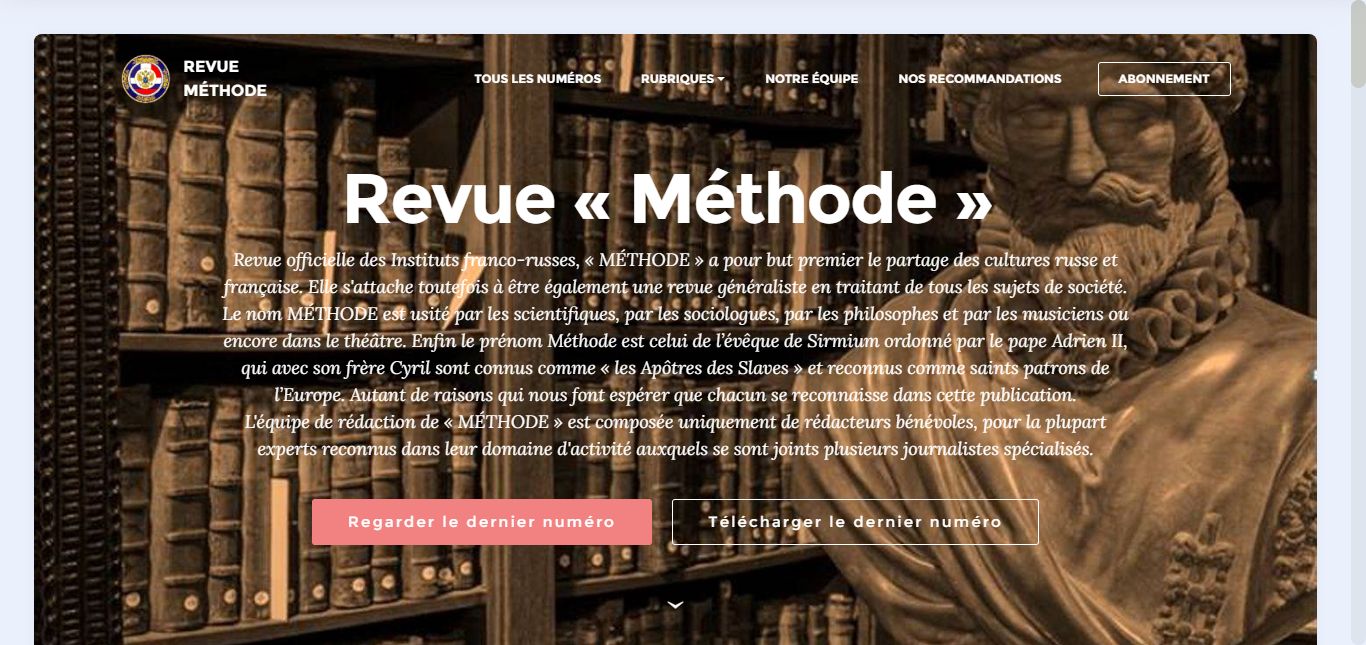 REVUE
MÉTHODE
TOUS LES NUMÉROS
RUBRIQUES
NOTRE ÉQUIPE
NOS RECOMMANDATIONS
ABONNEMENT
Revue « Méthode »
Revue officielle des Instituts franco-russes, « MÉTHODE » a pour but premier le partage des cultures russe et
française. Elle s'attache toutefois à être également une revue généraliste en traitant de tous les sujets de société.
Le nom MÉTHODE est usité par les scientifiques, par les sociologues, par les philosophes et par les musiciens ou
encore dans le théâtre. Enfin le prénom Méthode est celui de l’évêque de Sirmium ordonné par le pape Adrien II,
qui avec son frère Cyril sont connus comme « les Apôtres des Slaves » et reconnus comme saints patrons de
l’Europe. Autant de raisons qui nous font espérer que chacun se reconnaisse dans cette publication.
L'équipe de rédaction de « MÉTHODE » est composée uniquement de rédacteurs bénévoles, pour la plupart
experts reconnus dans leur domaine d'activité auxquels se sont joints plusieurs journalistes spécialisés.
Regarder le dernier numéro
Télécharger le dernier numéro